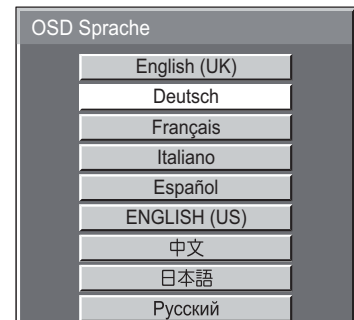 OSD Sprache
English (UK)
Deutsch
Français
Italiano
Español
ENGLISH (US)
中文
日本語
Русский